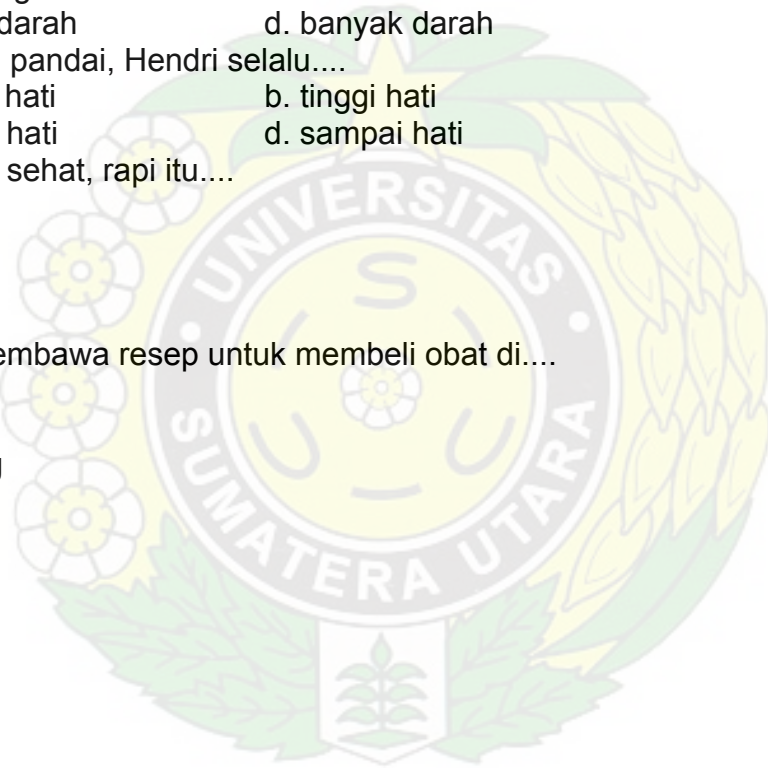 darah d. banyak darah
pandai, Hendri selalu....
hati b. tinggi hati
hati d. sampai hati
sehat, rapi itu....
UNIVERSITAS
S
U U
embawa resep untuk membeli obat di....
SUMATERA UTARA